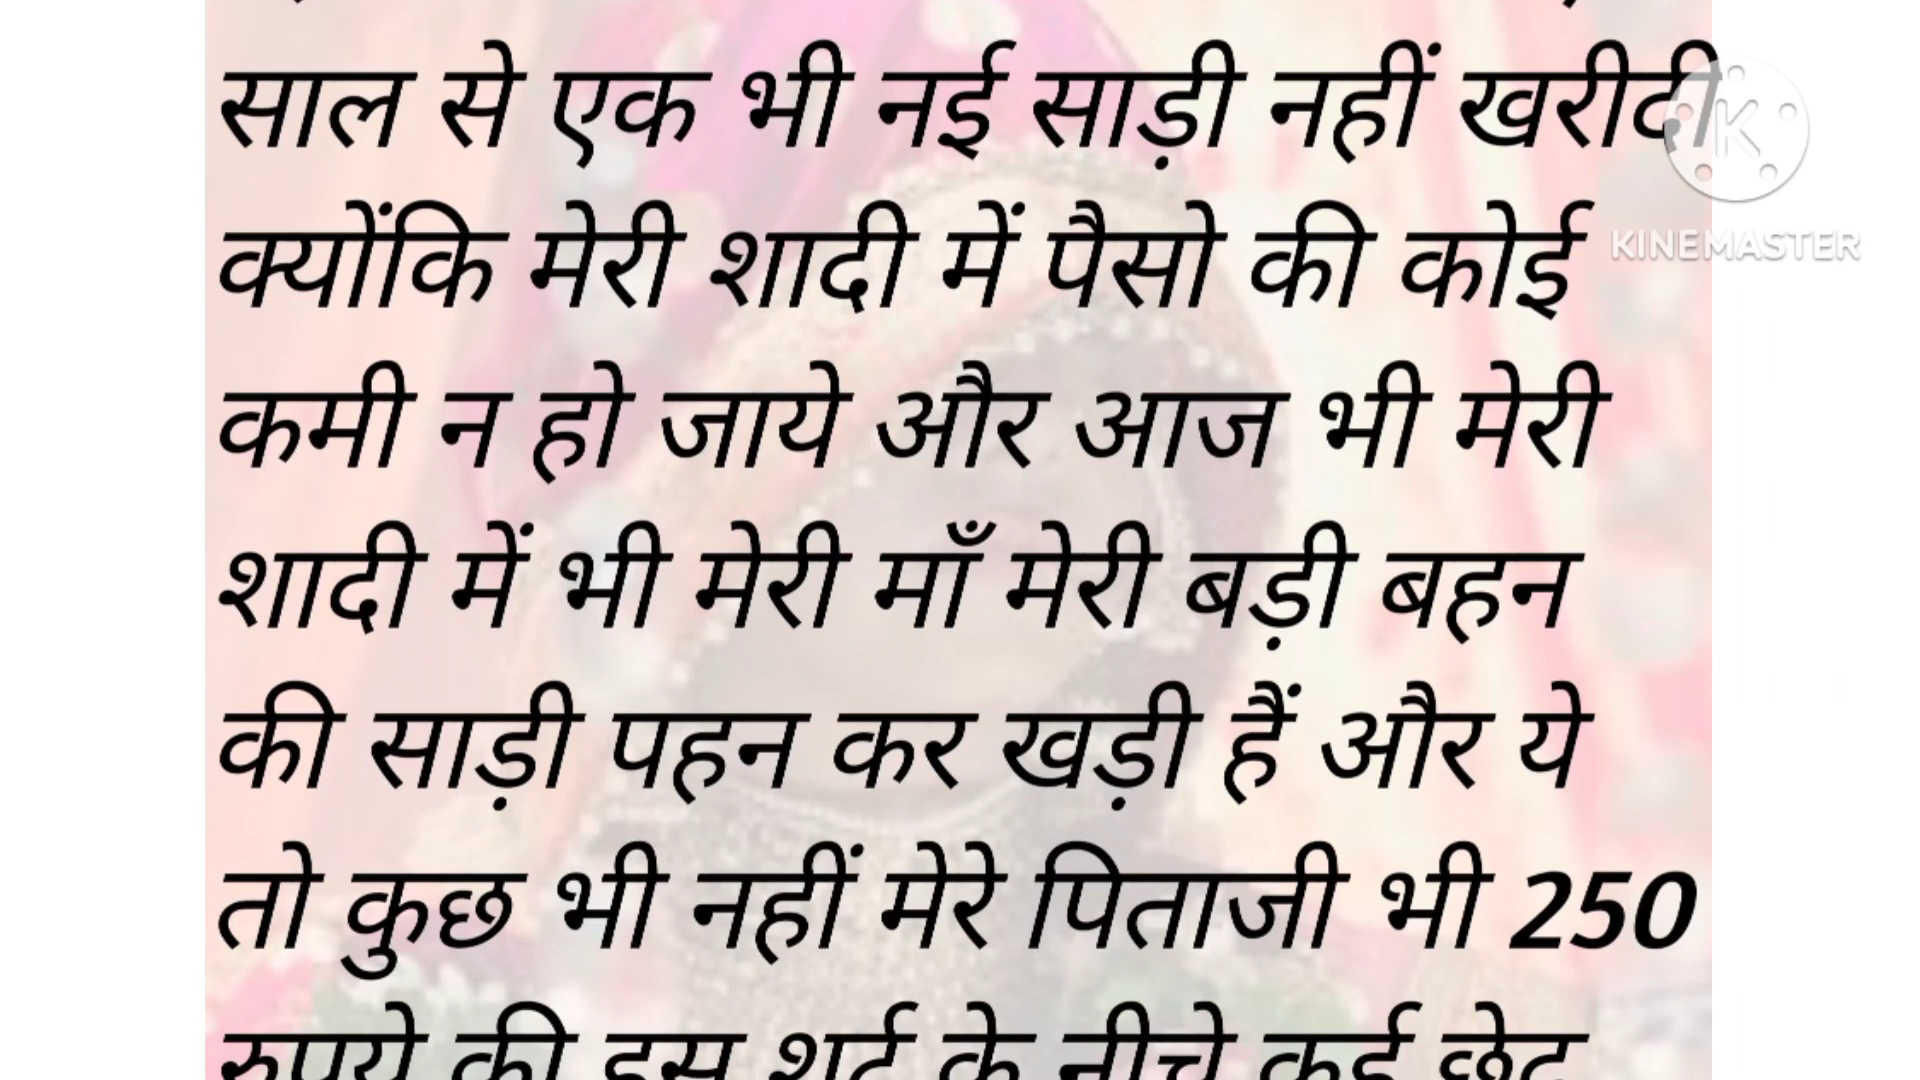 साल से एक भी नई साड़ी नहीं खरीदी
क्योंकि मेरी शादी में पैसो की कोई
कमी न हो जाये और आज भी मेरी
शादी में भी मेरी माँ मेरी बड़ी बहन
की साड़ी पहन कर खड़ी हैं और ये
तो कुछ भी नहीं मेरे पिताजी भी 250
रुपये की इस शर्ट के नीचे कई छेद
KINEMASTER